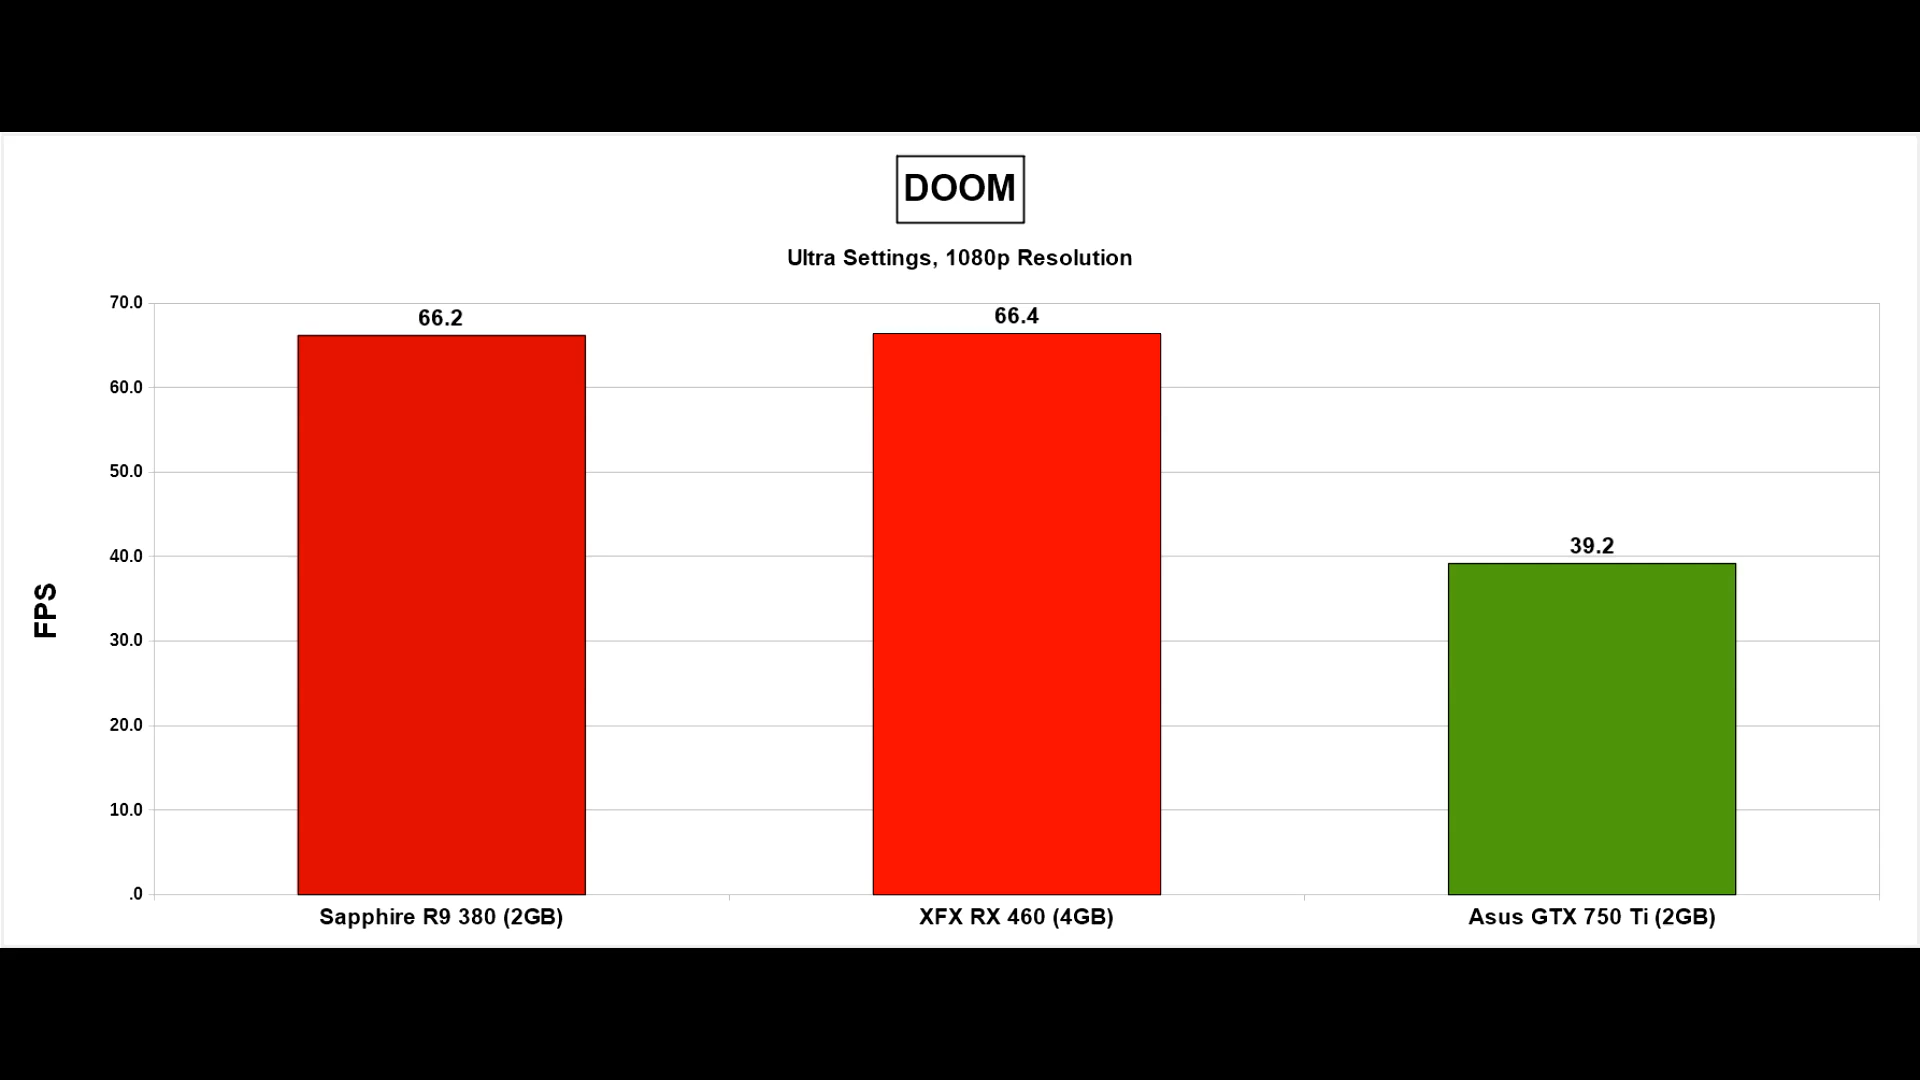 DOOM
Ultra Settings, 1080p Resolution
70.0
60.0
50.0
40.0
30.0
20.0
10.0
.0
FPS
66.2
66.4
39.2
Sapphire R9 380 (2GB)
XFX RX 460 (4GB)
Asus GTX 750 Ti (2GB)